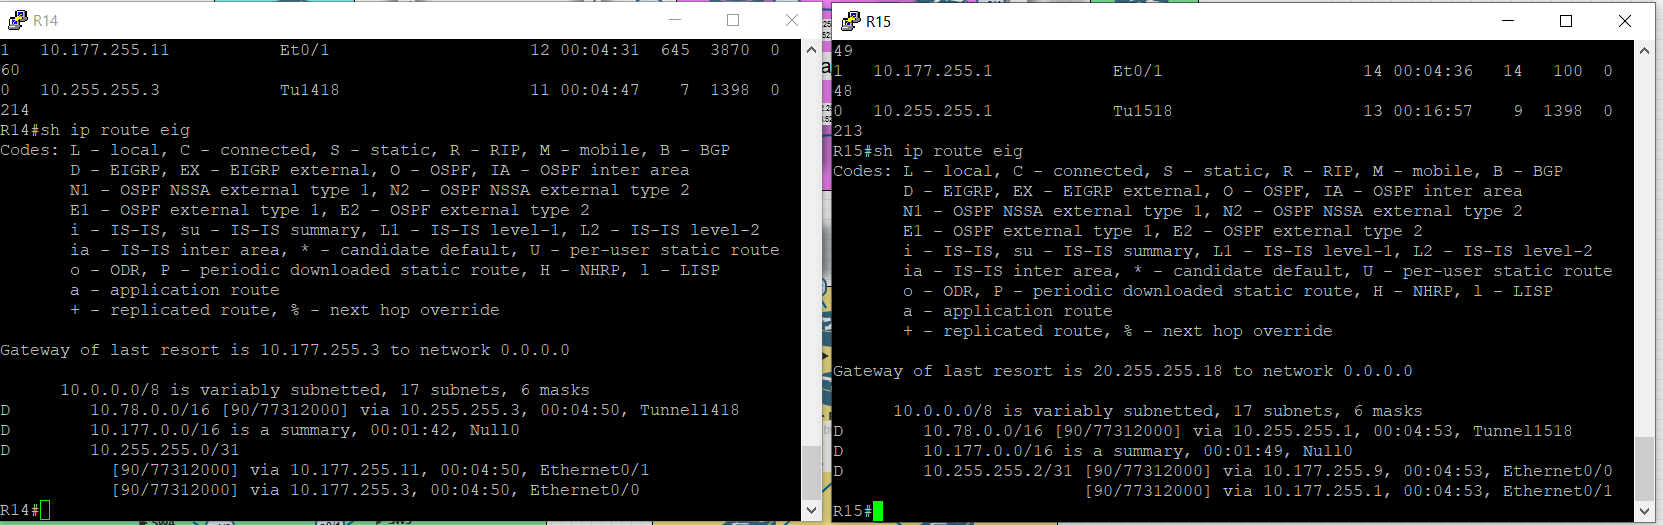 R14
1   10.177.255.11           Et0/1                    12 00:04:31  645  3870  0
60
0   10.255.255.3            Tu1418                   11 00:04:47    7  1398  0
214
R14#sh ip route eig
Codes: L - local, C - connected, S - static, R - RIP, M - mobile, B - BGP
       D - EIGRP, EX - EIGRP external, O - OSPF, IA - OSPF inter area
       N1 - OSPF NSSA external type 1, N2 - OSPF NSSA external type 2
       E1 - OSPF external type 1, E2 - OSPF external type 2
       i - IS-IS, su - IS-IS summary, L1 - IS-IS level-1, L2 - IS-IS level-2
       ia - IS-IS inter area, * - candidate default, U - per-user static route
       o - ODR, P - periodic downloaded static route, H - NHRP, l - LISP
       a - application route
       + - replicated route, % - next hop override
Gateway of last resort is 10.177.255.3 to network 0.0.0.0
      10.0.0.0/8 is variably subnetted, 17 subnets, 6 masks
D        10.78.0.0/16 [90/77312000] via 10.255.255.3, 00:04:50, Tunnel1418
D        10.177.0.0/16 is a summary, 00:01:42, Null0
D        10.255.255.0/31
           [90/77312000] via 10.177.255.11, 00:04:50, Ethernet0/1
           [90/77312000] via 10.177.255.3, 00:04:50, Ethernet0/0
R14#
R15
49
1   10.177.255.1            Et0/1                    14 00:04:36   14   100  0
48
0   10.255.255.1            Tu1518                   13 00:16:57    9  1398  0
213
R15#sh ip route eig
Codes: L - local, C - connected, S - static, R - RIP, M - mobile, B - BGP
       D - EIGRP, EX - EIGRP external, O - OSPF, IA - OSPF inter area
       N1 - OSPF NSSA external type 1, N2 - OSPF NSSA external type 2
       E1 - OSPF external type 1, E2 - OSPF external type 2
       i - IS-IS, su - IS-IS summary, L1 - IS-IS level-1, L2 - IS-IS level-2
       ia - IS-IS inter area, * - candidate default, U - per-user static route
       o - ODR, P - periodic downloaded static route, H - NHRP, l - LISP
       a - application route
       + - replicated route, % - next hop override
Gateway of last resort is 20.255.255.18 to network 0.0.0.0
      10.0.0.0/8 is variably subnetted, 17 subnets, 6 masks
D        10.78.0.0/16 [90/77312000] via 10.255.255.1, 00:04:53, Tunnel1518
D        10.177.0.0/16 is a summary, 00:01:49, Null0
D        10.255.255.2/31 [90/77312000] via 10.177.255.9, 00:04:53, Ethernet0/0
                         [90/77312000] via 10.177.255.1, 00:04:53, Ethernet0/1
R15#